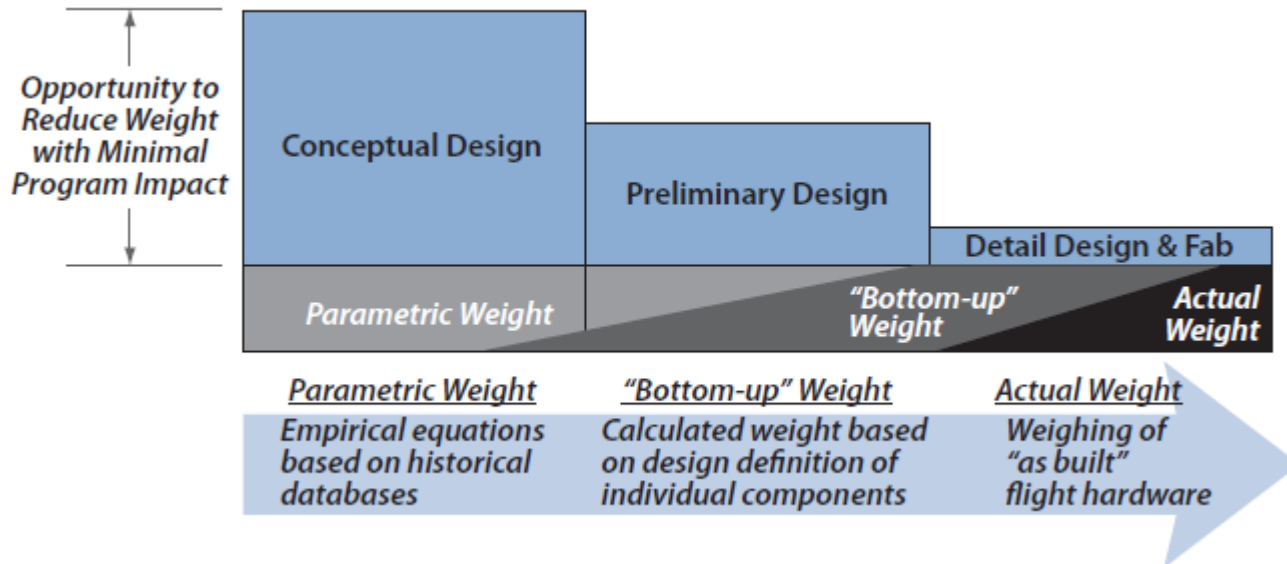 Opportunity to
Reduce Weight
with Minimal
Program Impact
Conceptual Design
Preliminary Design
Detail Design & Fab
Parametric Weight
“Bottom-up”
Weight
Actual
Weight
Parametric Weight
Empirical equations
based on historical
databases
“Bottom-up” Weight
Calculated weight based
on design definition of
individual components
Actual Weight
Weighing of
“as built”
flight hardware